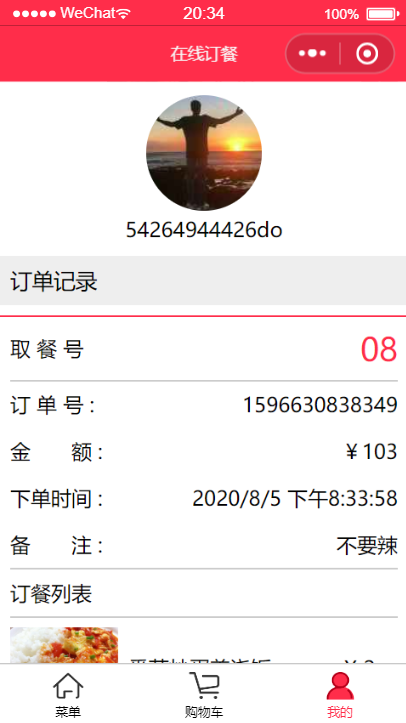 WeChat 20:34 100%
在线订餐
54264944426do
订单记录
取 餐 号 08
订 单 号： 1596630838349
金 额： ¥103
下单时间： 2020/8/5 下午8:33:58
备 注： 不要辣
订餐列表
菜单 购物车 我的